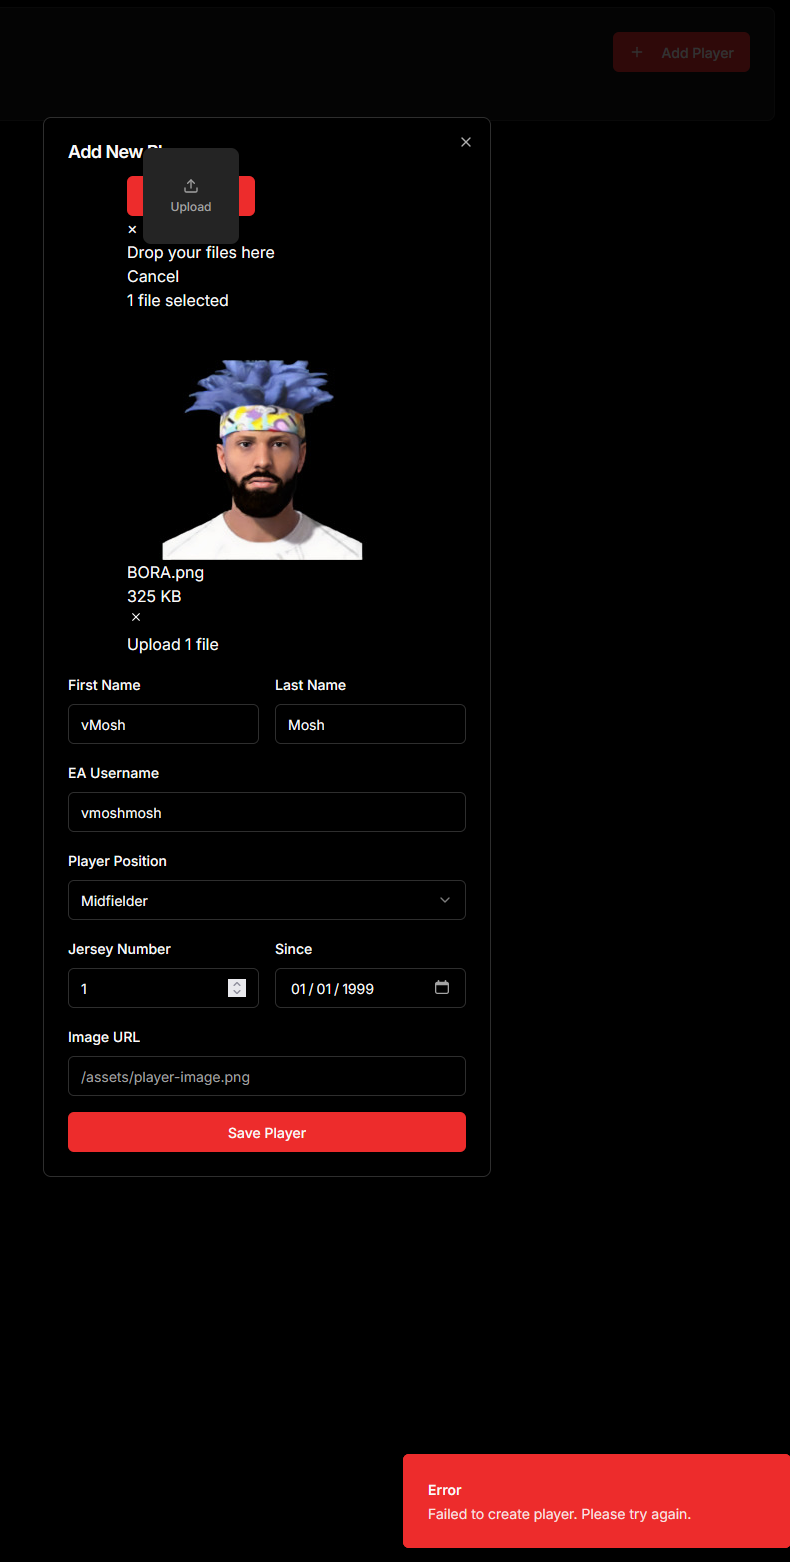 + Add Player
Add New Pl
Upload
×
Drop your files here
Cancel
1 file selected
BORA.png
325 KB
×
Upload 1 file
First Name
Last Name
vMosh
Mosh
EA Username
vmoshmosh
Player Position
Midfielder
Jersey Number
Since
1
01/01/1999
Image URL
/assets/player-image.png
Save Player
Error
Failed to create player. Please try again.